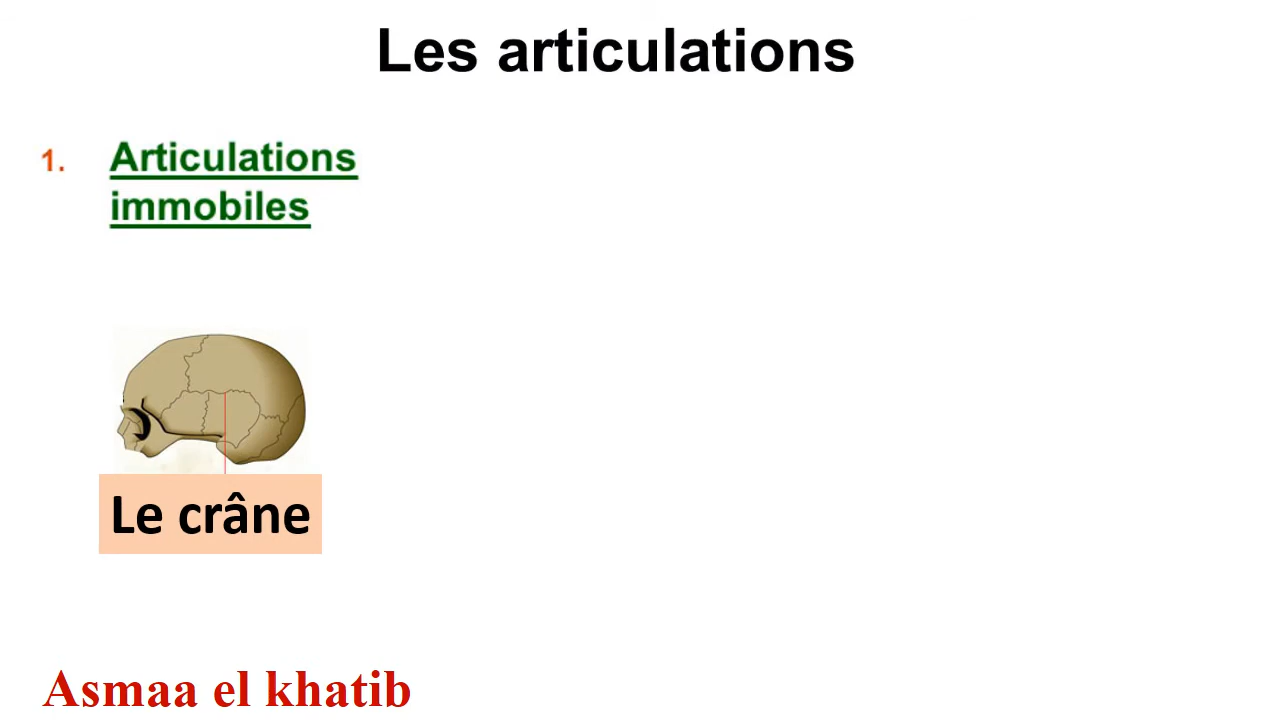 Les articulations
1. Articulations
immobiles
Le crâne
Asmaa el khatib